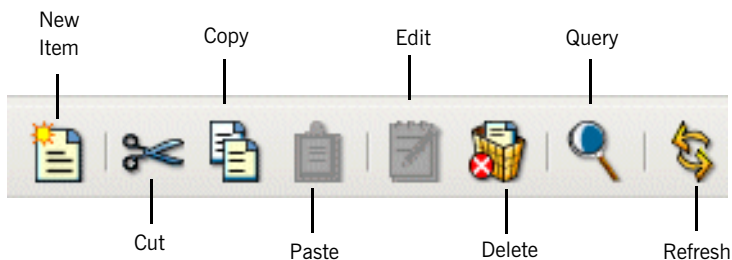 New
Item
Copy
Edit
Query
Cut
Paste
Delete
Refresh